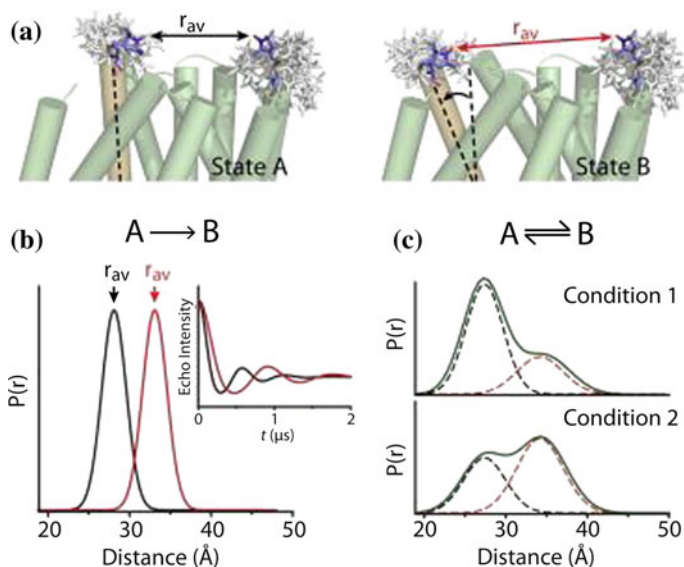 (a)
r_av
State A
r_av
State B
(b)
A → B
r_av r_av
P(r)
Echo Intensity
0 1 2
t (μs)
20 30 40 50
Distance (Å)
(c)
A ⇌ B
Condition 1
P(r)
Condition 2
P(r)
20 30 40 50
Distance (Å)